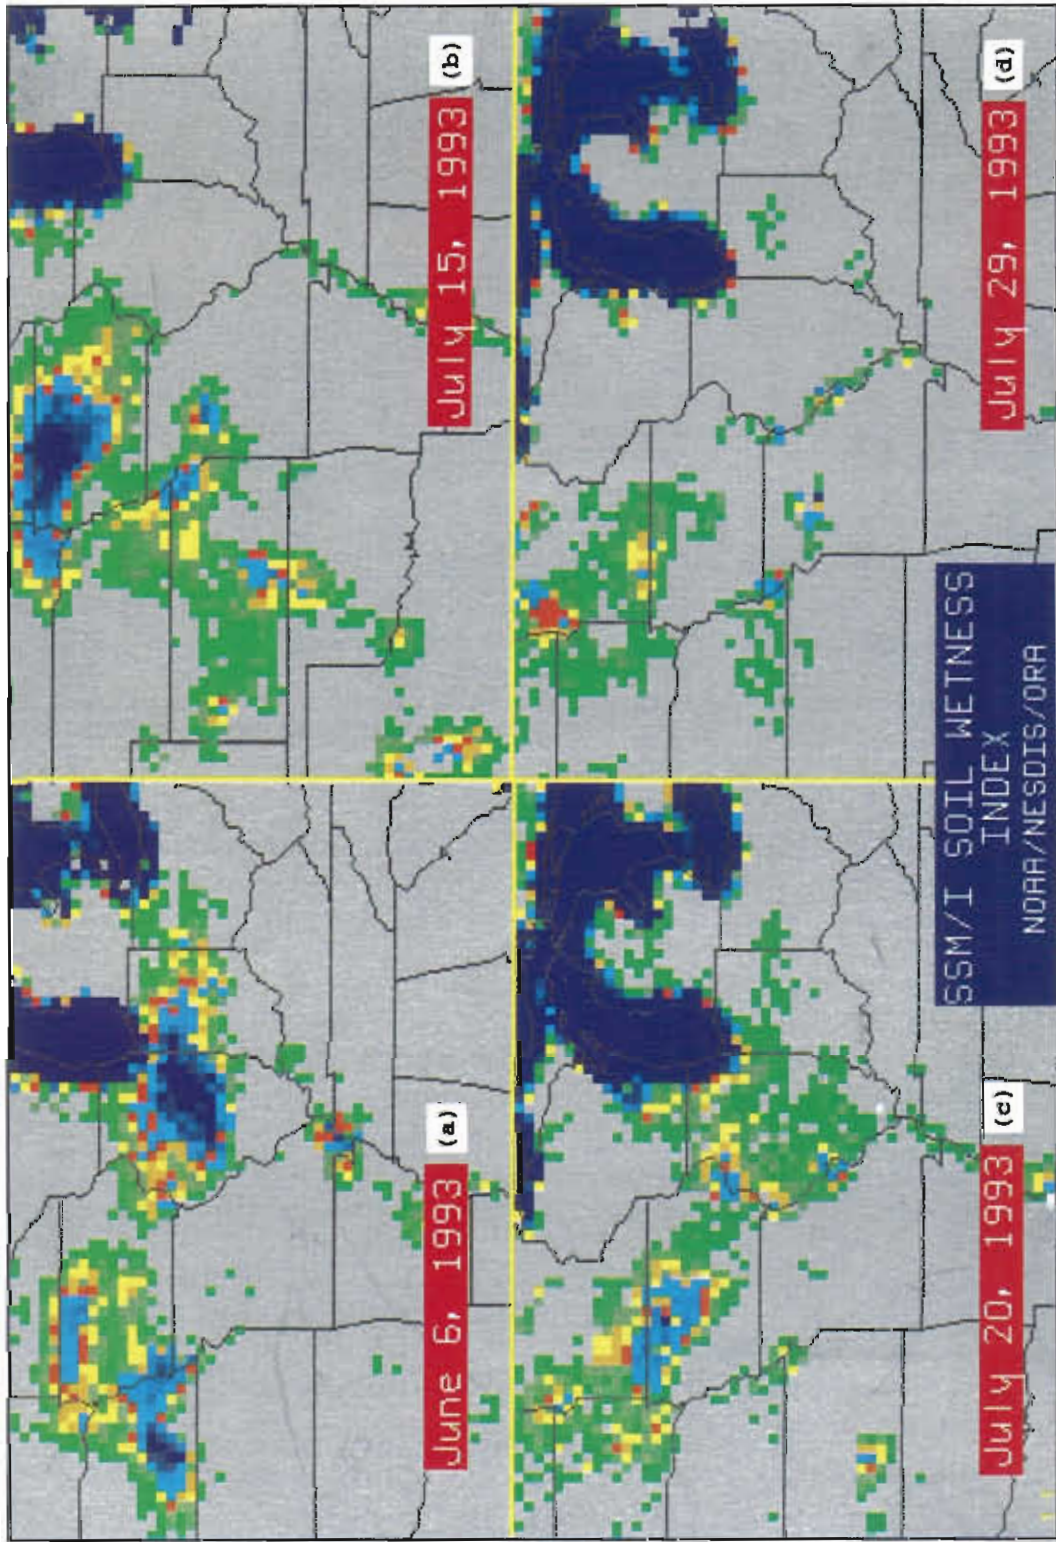 June 6, 1993 (a)
July 15, 1993 (b)
July 20, 1993 (c)
July 29, 1993 (d)
SSM/I SOIL WETNESS
INDEX
NOAA/NESDIS/ORA